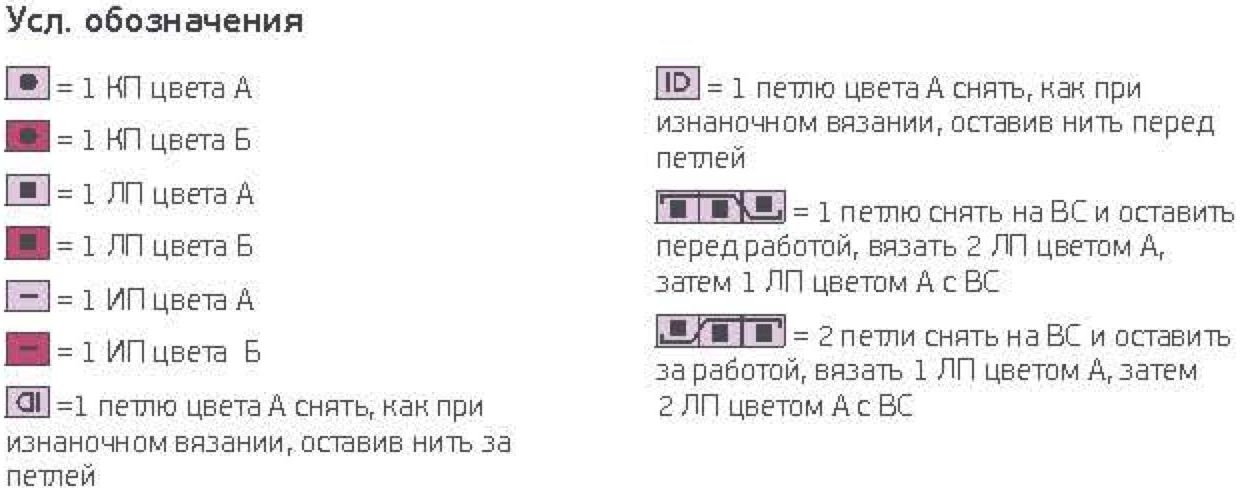 Усл. обозначения
= 1 КП цвета А
= 1 КП цвета Б
= 1 ЛП цвета А
= 1 ЛП цвета Б
= 1 ИП цвета А
= 1 ИП цвета Б
=1 петлю цвета А снять, как при
изнаночном вязании, оставив нить за
петлей
= 1 петлю цвета А снять, как при
изнаночном вязании, оставив нить перед
петлей
= 1 петлю снять на ВС и оставить
перед работой, вязать 2 ЛП цветом А,
затем 1 ЛП цветом А с ВС
= 2 петли снять на ВС и оставить
за работой, вязать 1 ЛП цветом А, затем
2 ЛП цветом А с ВС